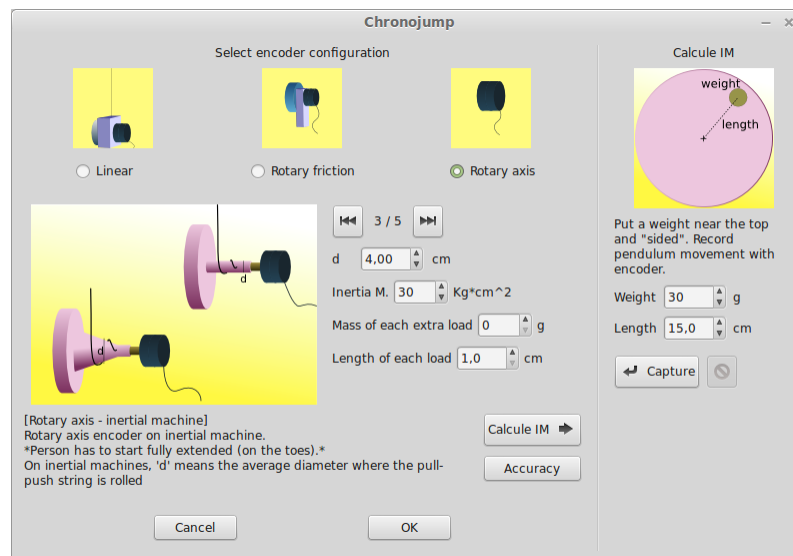 Chronojump
Select encoder configuration
Linear
Rotary friction
Rotary axis
d
d
3 / 5
d 4,00 cm
Inertia M. 30 Kg*cm^2
Mass of each extra load 0 g
Length of each load 1,0 cm
[Rotary axis - inertial machine]
Rotary axis encoder on inertial machine.
*Person has to start fully extended (on the toes).*
On inertial machines, 'd' means the average diameter where the pull-
push string is rolled
Calcule IM
Accuracy
Cancel
OK
Calcule IM
weight
length
Put a weight near the top
and "sided". Record
pendulum movement with
encoder.
Weight 30 g
Length 15,0 cm
Capture